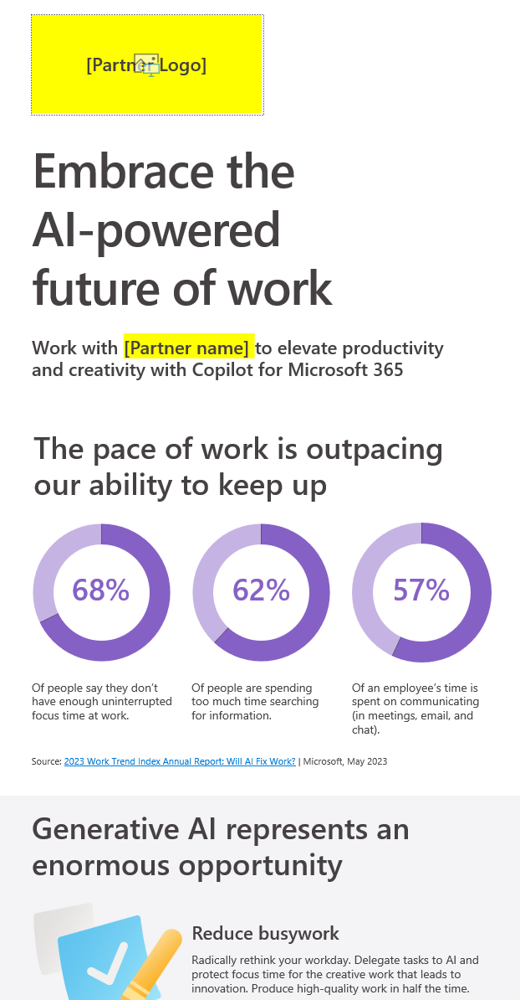 [Partner Logo]
Embrace the
AI-powered
future of work
Work with [Partner name] to elevate productivity
and creativity with Copilot for Microsoft 365
The pace of work is outpacing
our ability to keep up
68%
62%
57%
Of people say they don't
have enough uninterrupted
focus time at work.
Of people are spending
too much time searching
for information.
Of an employee's time is
spent on communicating
(in meetings, email, and
chat).
Source: 2023 Work Trend Index Annual Report: Will AI Fix Work? | Microsoft, May 2023
Generative AI represents an
enormous opportunity
Reduce busywork
Radically rethink your workday. Delegate tasks to AI and
protect focus time for the creative work that leads to
innovation. Produce high-quality work in half the time.